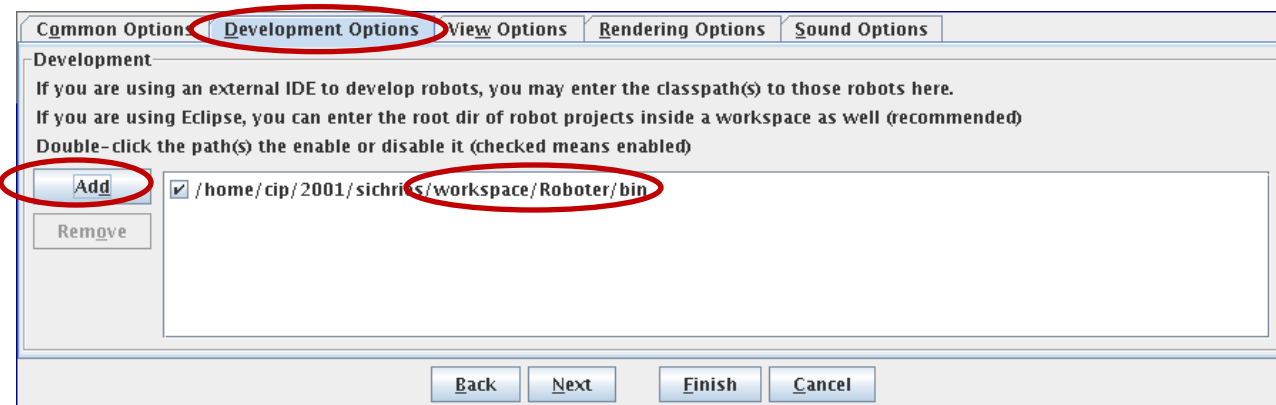 Common Options Development Options View Options Rendering Options Sound Options
Development
If you are using an external IDE to develop robots, you may enter the classpath(s) to those robots here.
If you are using Eclipse, you can enter the root dir of robot projects inside a workspace as well (recommended)
Double-click the path(s) the enable or disable it (checked means enabled)
Add
/home/cip/2001/sichries/workspace/Roboter/bin
Remove
Back Next Finish Cancel